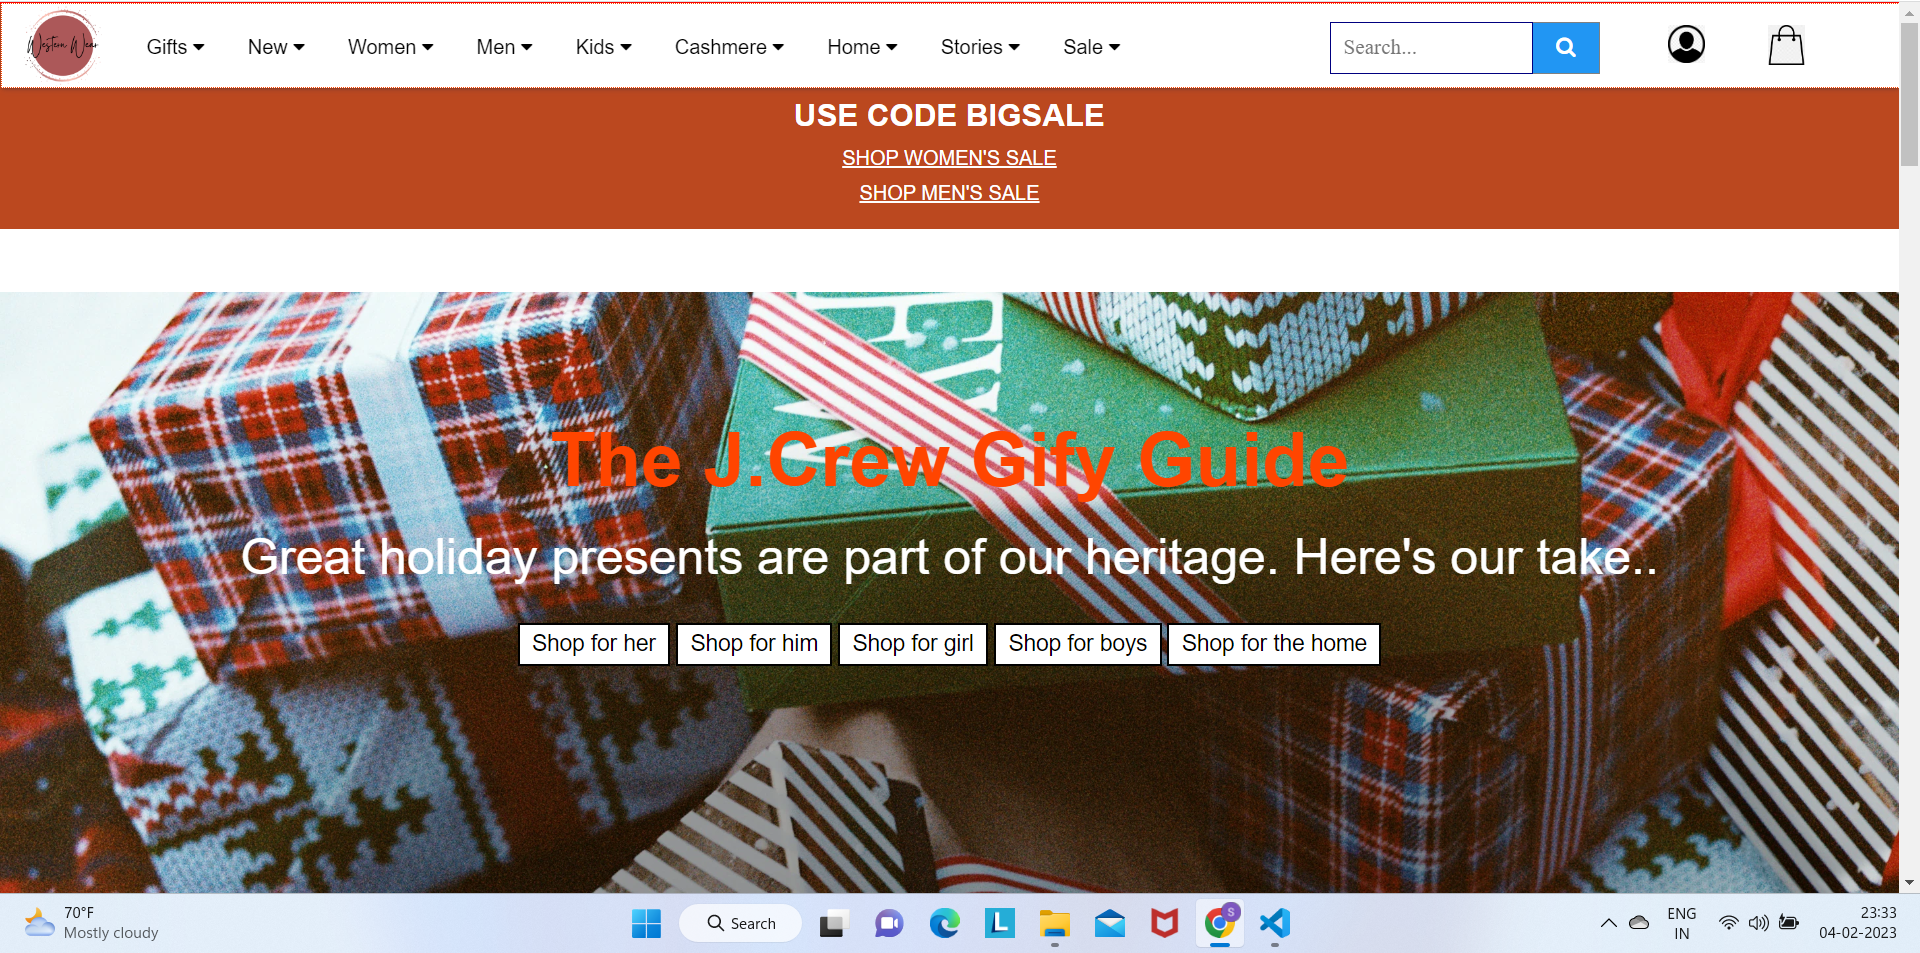 Western Wear
Gifts New Women Men Kids Cashmere Home Stories Sale Search...
USE CODE BIGSALE
SHOP WOMEN'S SALE
SHOP MEN'S SALE
The J.Crew Gify Guide
Great holiday presents are part of our heritage. Here's our take..
Shop for her Shop for him Shop for girl Shop for boys Shop for the home
70°F
Mostly cloudy
Search
ENG
IN
23:33
04-02-2023